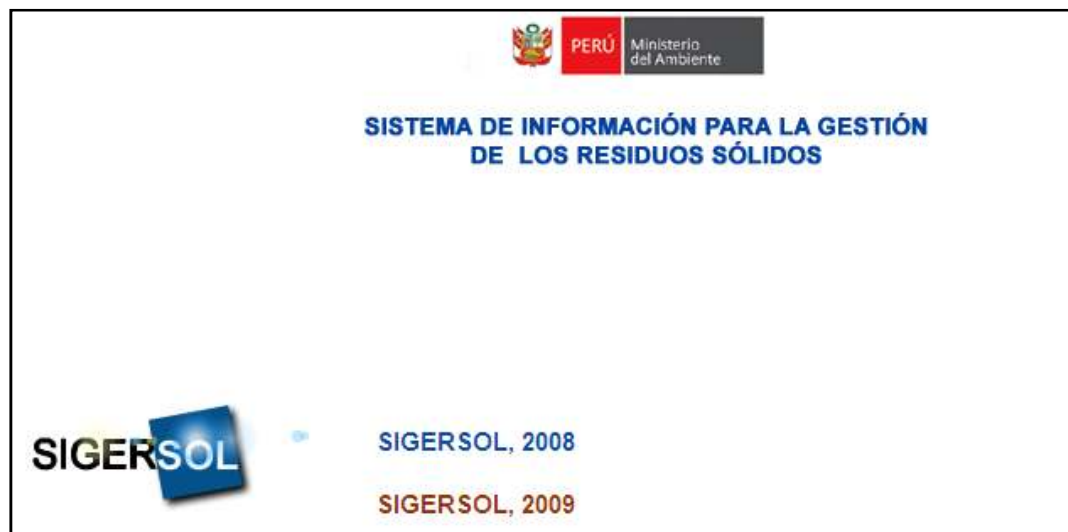 PERÚ
Ministerio
del Ambiente
SISTEMA DE INFORMACIÓN PARA LA GESTIÓN
DE LOS RESIDUOS SÓLIDOS
SIGERSOL
SIGERSOL, 2008
SIGERSOL, 2009